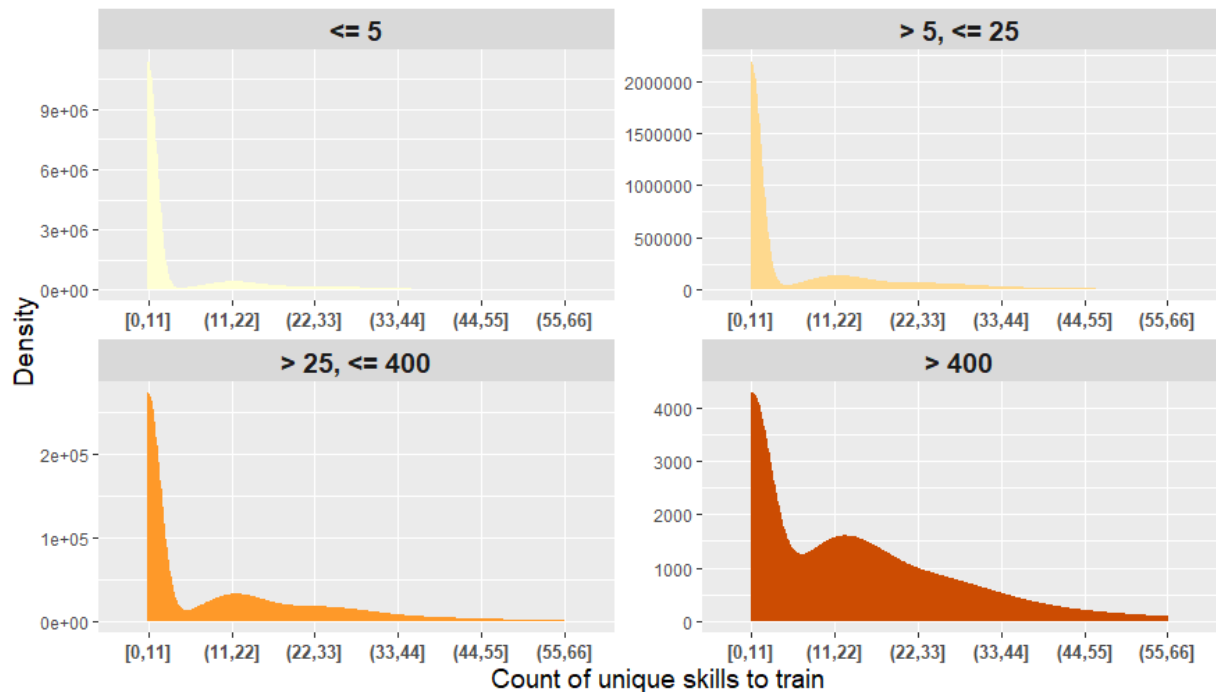 <= 5
9e+06
6e+06
3e+06
0e+00
[0,11] (11,22] (22,33] (33,44] (44,55] (55,66]
> 5, <= 25
2000000
1500000
1000000
500000
0
[0,11] (11,22] (22,33] (33,44] (44,55] (55,66]
Density
> 25, <= 400
2e+05
1e+05
0e+00
[0,11] (11,22] (22,33] (33,44] (44,55] (55,66]
> 400
4000
3000
2000
1000
0
[0,11] (11,22] (22,33] (33,44] (44,55] (55,66]
Count of unique skills to train